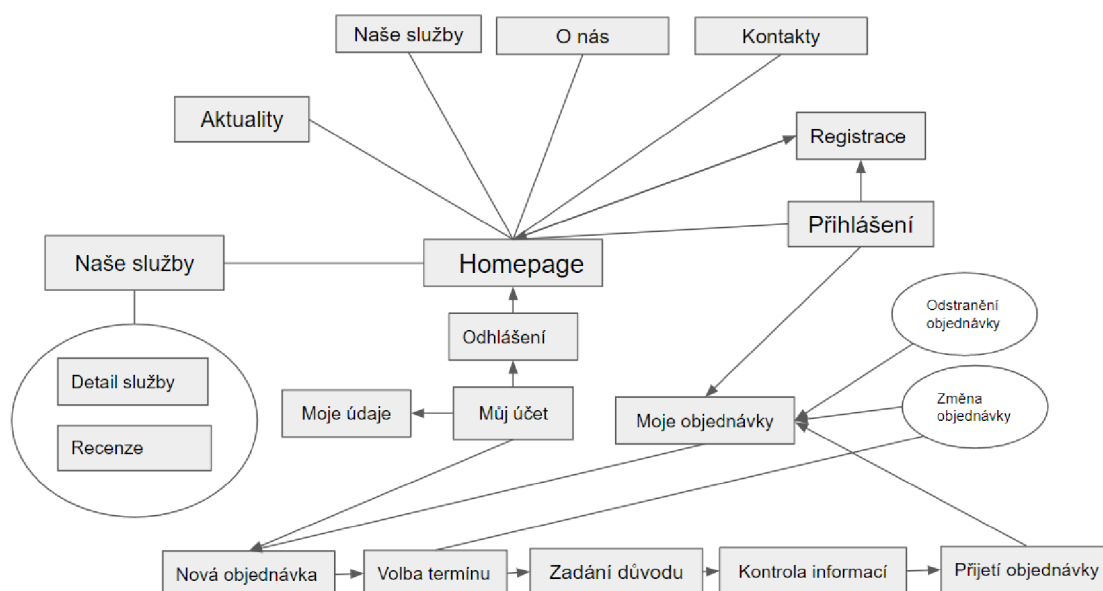 Naše služby
O nás
Kontakty
Aktuality
Registrace
Přihlášení
Naše služby
Homepage
Odstranění
objednávky
Odhlášení
Detail služby
Moje údaje
Můj účet
Moje objednávky
Změna
objednávky
Recenze
Nová objednávka
Volba termínu
Zadání důvodu
Kontrola informací
Přijetí objednávky